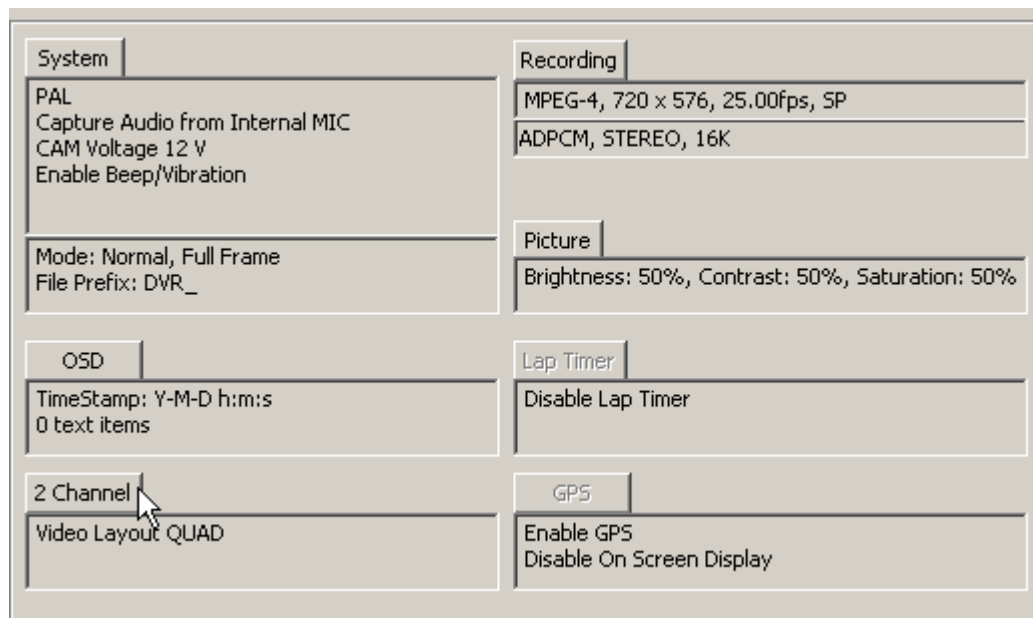 System
PAL
Capture Audio from Internal MIC
CAM Voltage 12 V
Enable Beep/Vibration
Mode: Normal, Full Frame
File Prefix: DVR_
Recording
MPEG-4, 720 x 576, 25.00fps, SP
ADPCM, STEREO, 16K
Picture
Brightness: 50%, Contrast: 50%, Saturation: 50%
OSD
TimeStamp: Y-M-D h:m:s
0 text items
Lap Timer
Disable Lap Timer
2 Channel
Video Layout QUAD
GPS
Enable GPS
Disable On Screen Display